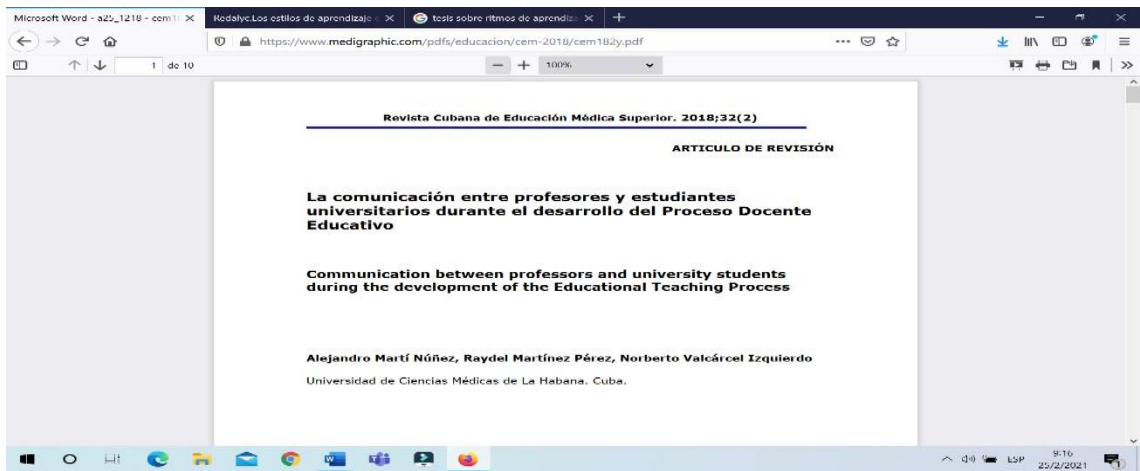 Microsoft Word - a25_1218 - cem1
Redalyc.Los estilos de aprendizaje
tesis sobre ritmos de aprendiz
https://www.medigraphic.com/pdfs/educacion/cem-2018/cem182y.pdf
1 de 10
100%
Revista Cubana de Educación Médica Superior. 2018;32(2)
ARTICULO DE REVISIÓN
La comunicación entre profesores y estudiantes
universitarios durante el desarrollo del Proceso Docente
Educativo
Communication between professors and university students
during the development of the Educational Teaching Process
Alejandro Martí Núñez, Raydel Martínez Pérez, Norberto Valcárcel Izquierdo
Universidad de Ciencias Médicas de La Habana. Cuba.
ESP
9:16
25/2/2021